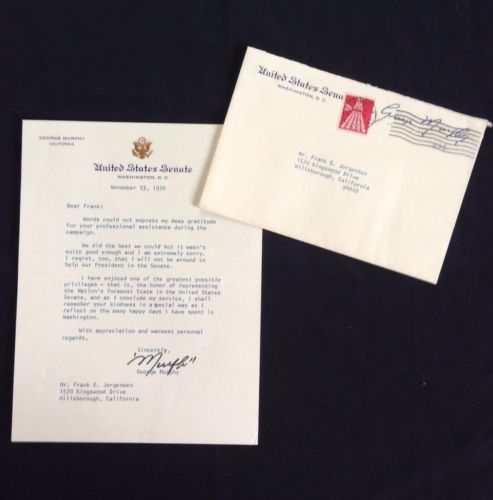 GEORGE MURPHY
CALIFORNIA
United States Senate
WASHINGTON, D.C.
November 23, 1970
Dear Frank:
Words could not express my deep gratitude
for your professional assistance during the
campaign.
We did the best we could but it wasn't
quite good enough and I am extremely sorry.
I regret, too, that I will not be around to
help our President in the Senate.
I have enjoyed one of the greatest possible
privileges - that is, the honor of representing
the Nation's foremost State in the United States
Senate, and as I conclude my service, I shall
remember your kindness in a special way as I
reflect on the many happy days I have spent in
Washington.
With appreciation and warmest personal
regards,
Sincerely,
"Murph"
George Murphy
Mr. Frank E. Jorgensen
1570 Kingswood Drive
Hillsborough, California
United States Sena
WASHINGTON, D.C.
George Murphy
U.S.S.
Mr. Frank E. Jorgensen
1570 Kingswood Drive
Hillsborough, California
94010